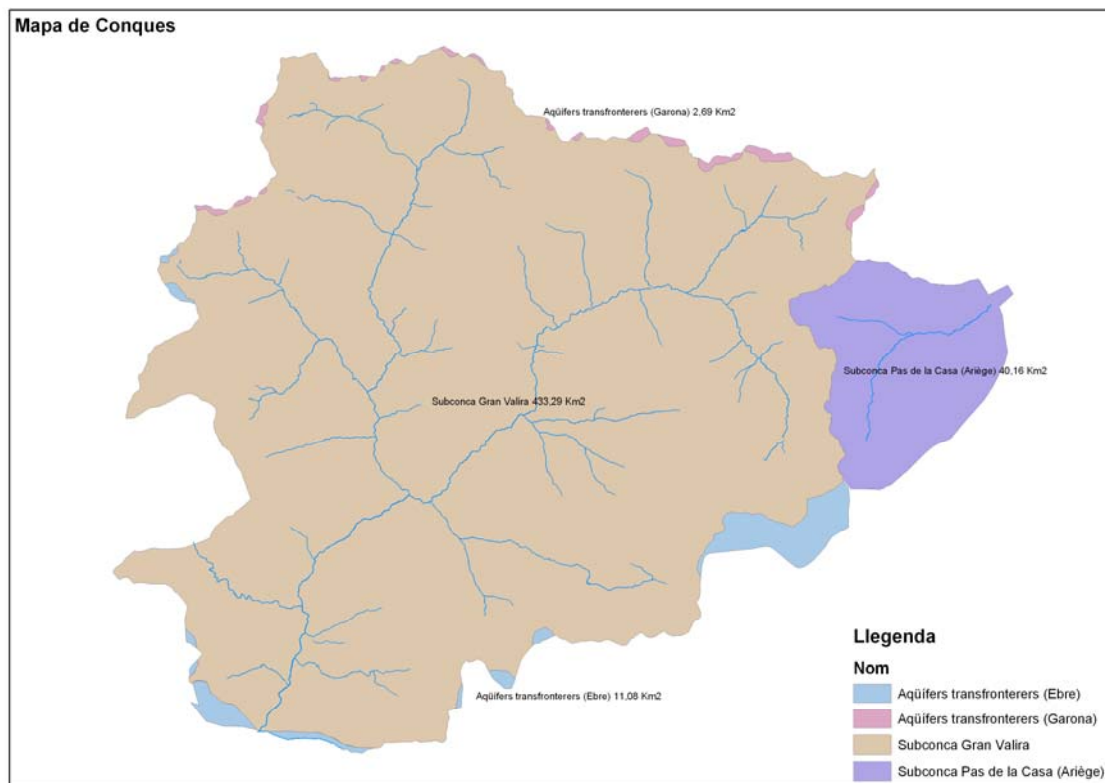 Mapa de Conques
Aqüífers transfronterers (Garona) 2,69 Km2
Subconca Pas de la Casa (Ariège) 40,16 Km2
Subconca Gran Valira 433,29 Km2
Aqüífers transfronterers (Ebre) 11,08 Km2
Llegenda
Nom
Aqüífers transfronterers (Ebre)
Aqüífers transfronterers (Garona)
Subconca Gran Valira
Subconca Pas de la Casa (Ariège)